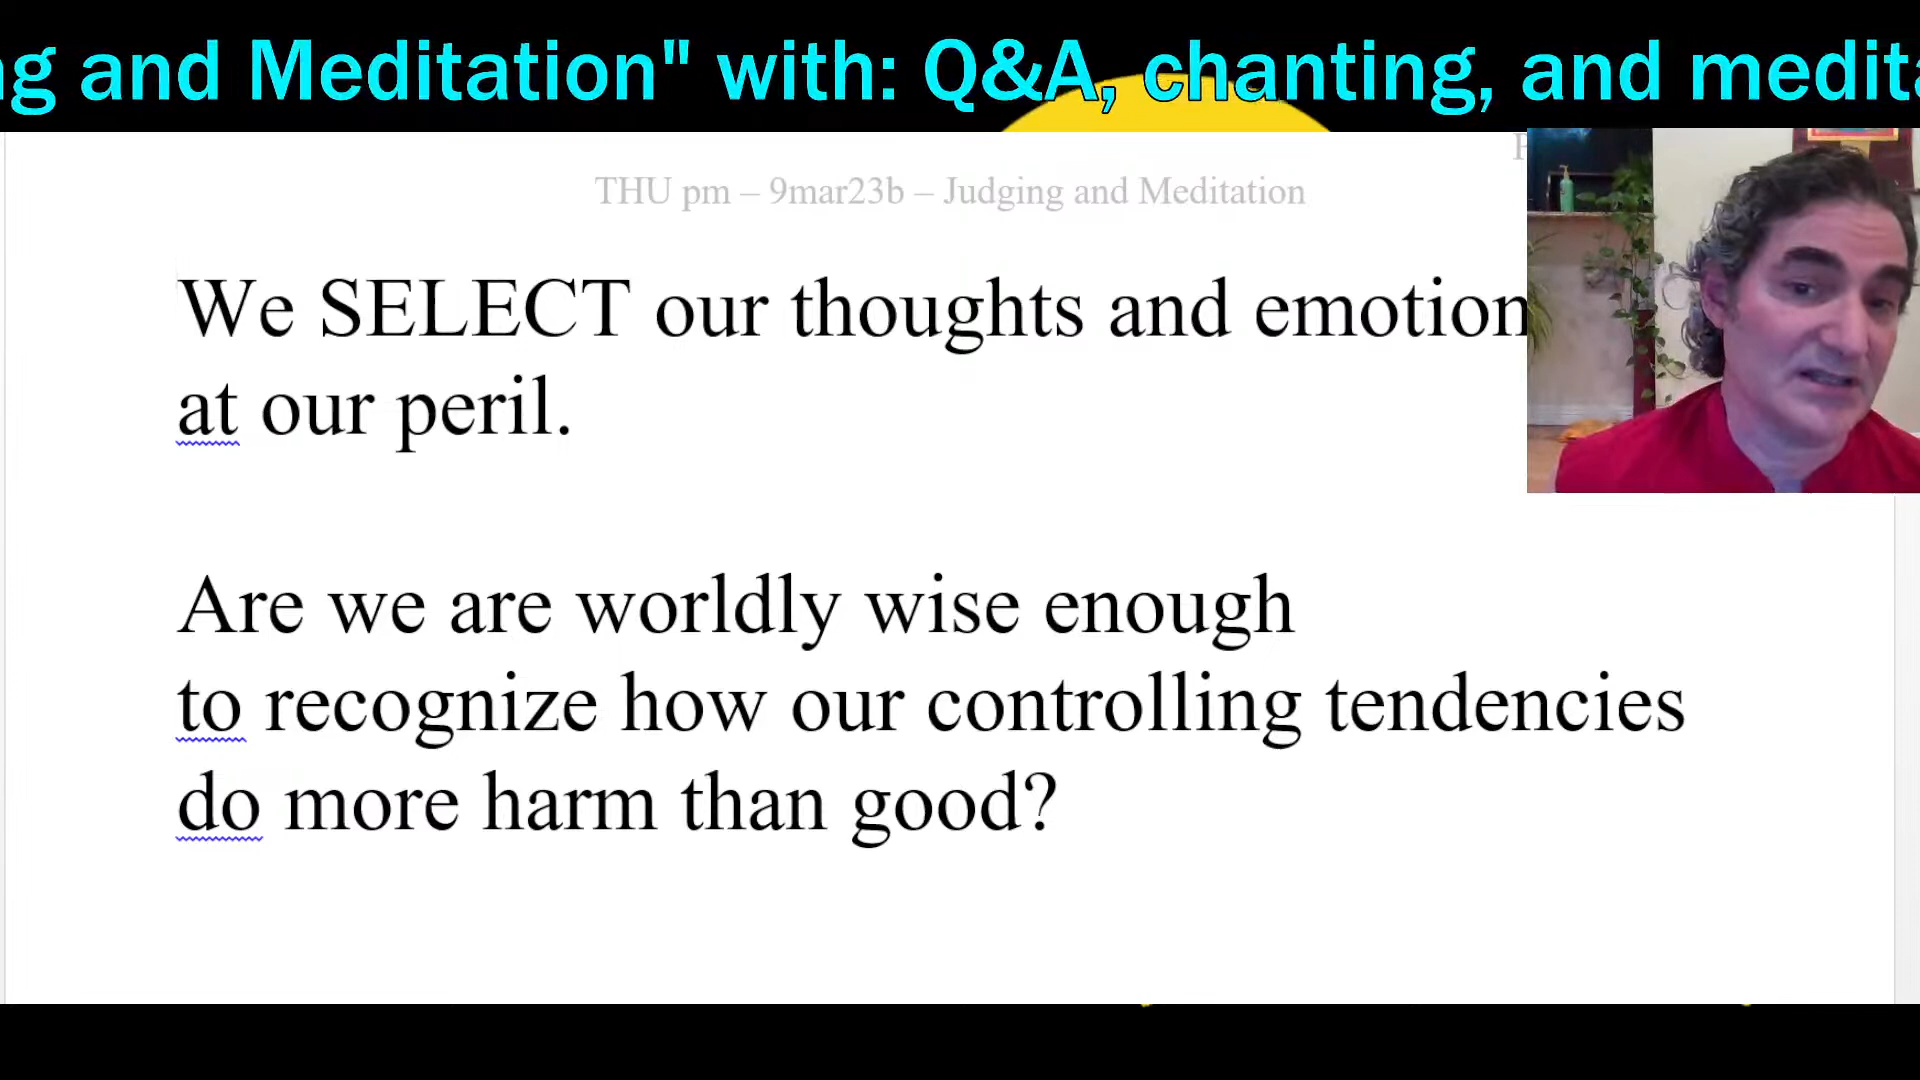 and Meditation" with: Q&A, chanting, and
THU pm – 9mar23b – Judging and Meditation
We SELECT our thoughts and emotion
at our peril.
Are we are worldly wise enough
to recognize how our controlling tendencies
do more harm than good?